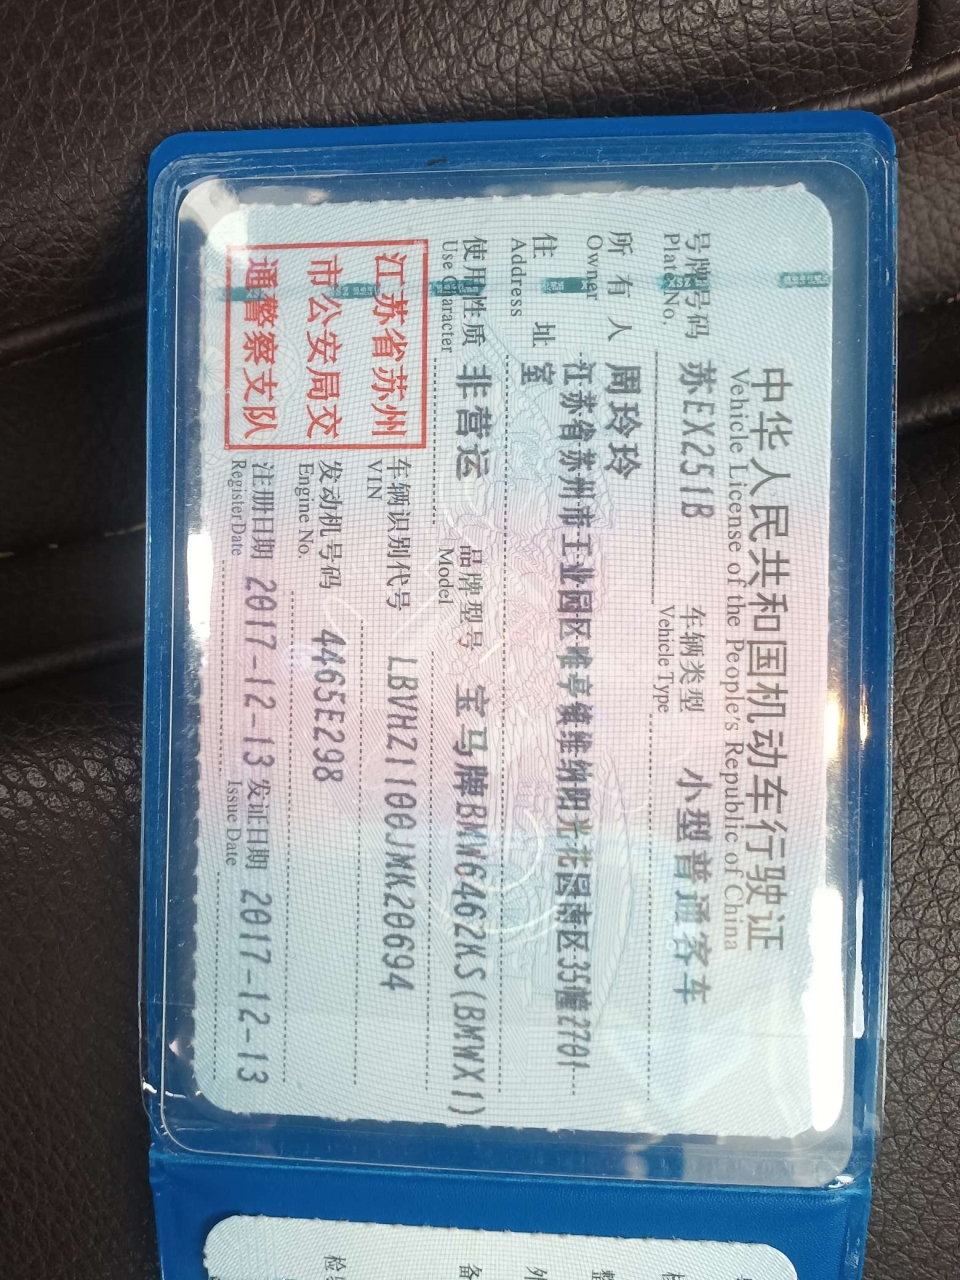 中华人民共和国机动车行驶证
Vehicle License of the People's Republic of China
号牌号码 苏EX251B 车辆类型 小型普通客车
Plate No. Vehicle Type
所有人 周玲玲
Owner
住址 江苏省苏州市工业园区唯亭镇维纳阳光花园南区35幢2701
Address 室
使用性质 非营运 品牌型号 宝马牌BMW6462KS(BMWX1)
Use Character Model
江苏省苏州
市公安局交
通警察支队
车辆识别代号 LBVHZ1100JMK20694
VIN
发动机号码 4465E298
Engine No.
注册日期 2017-12-13 发证日期 2017-12-13
Register Date Issue Date